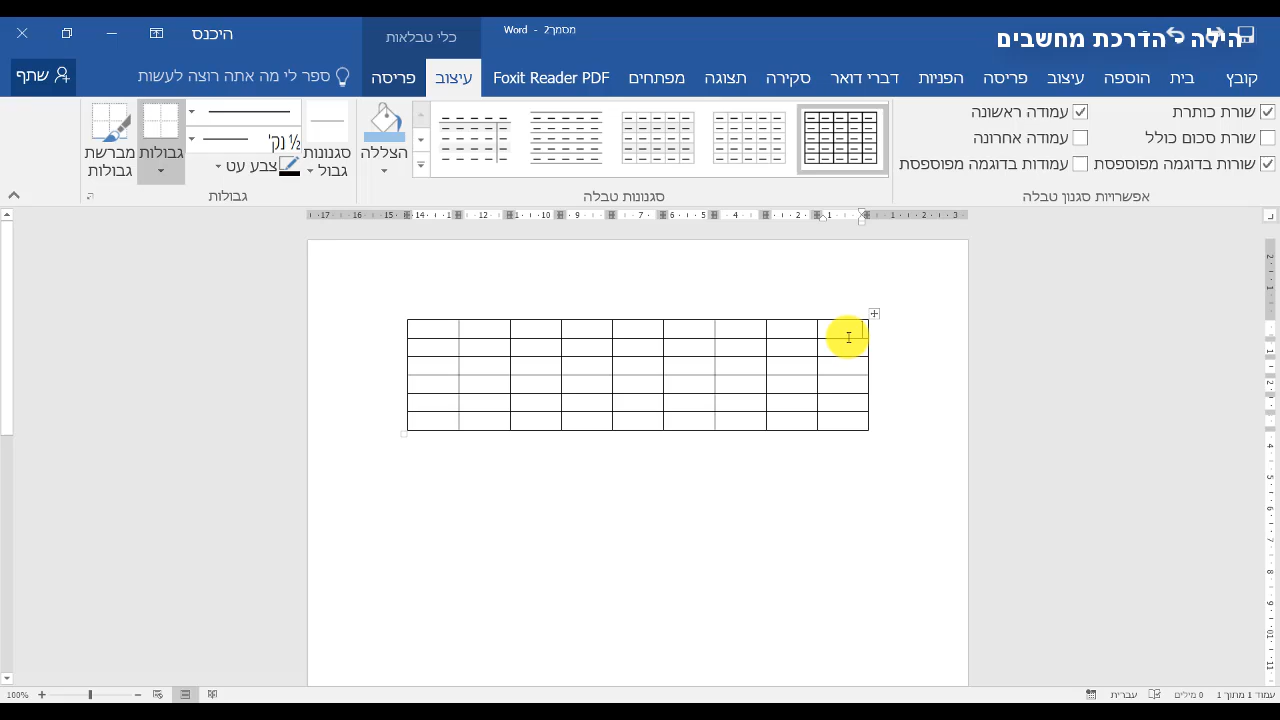 מסמך2 - Word
כלי טבלאות
היכנס
הילה - הדרכת מחשבים
קובץ
בית
הוספה
עיצוב
פריסה
הפניות
דברי דואר
סקירה
תצוגה
מפתחים
Foxit Reader PDF
עיצוב
פריסה
ספר לי מה אתה רוצה לעשות
שתף
שורת כותרת
עמודה ראשונה
שורת סכום כולל
עמודה אחרונה
שורות בדוגמה מפוספסת
עמודות בדוגמה מפוספסת
אפשרויות סגנון טבלה
סגנונות טבלה
הצללה
סגנונות גבול
½ נק'
צבע עט
גבולות
מברשת גבולות
גבולות
עמוד 1 מתוך 1
0 מילים
עברית
100%